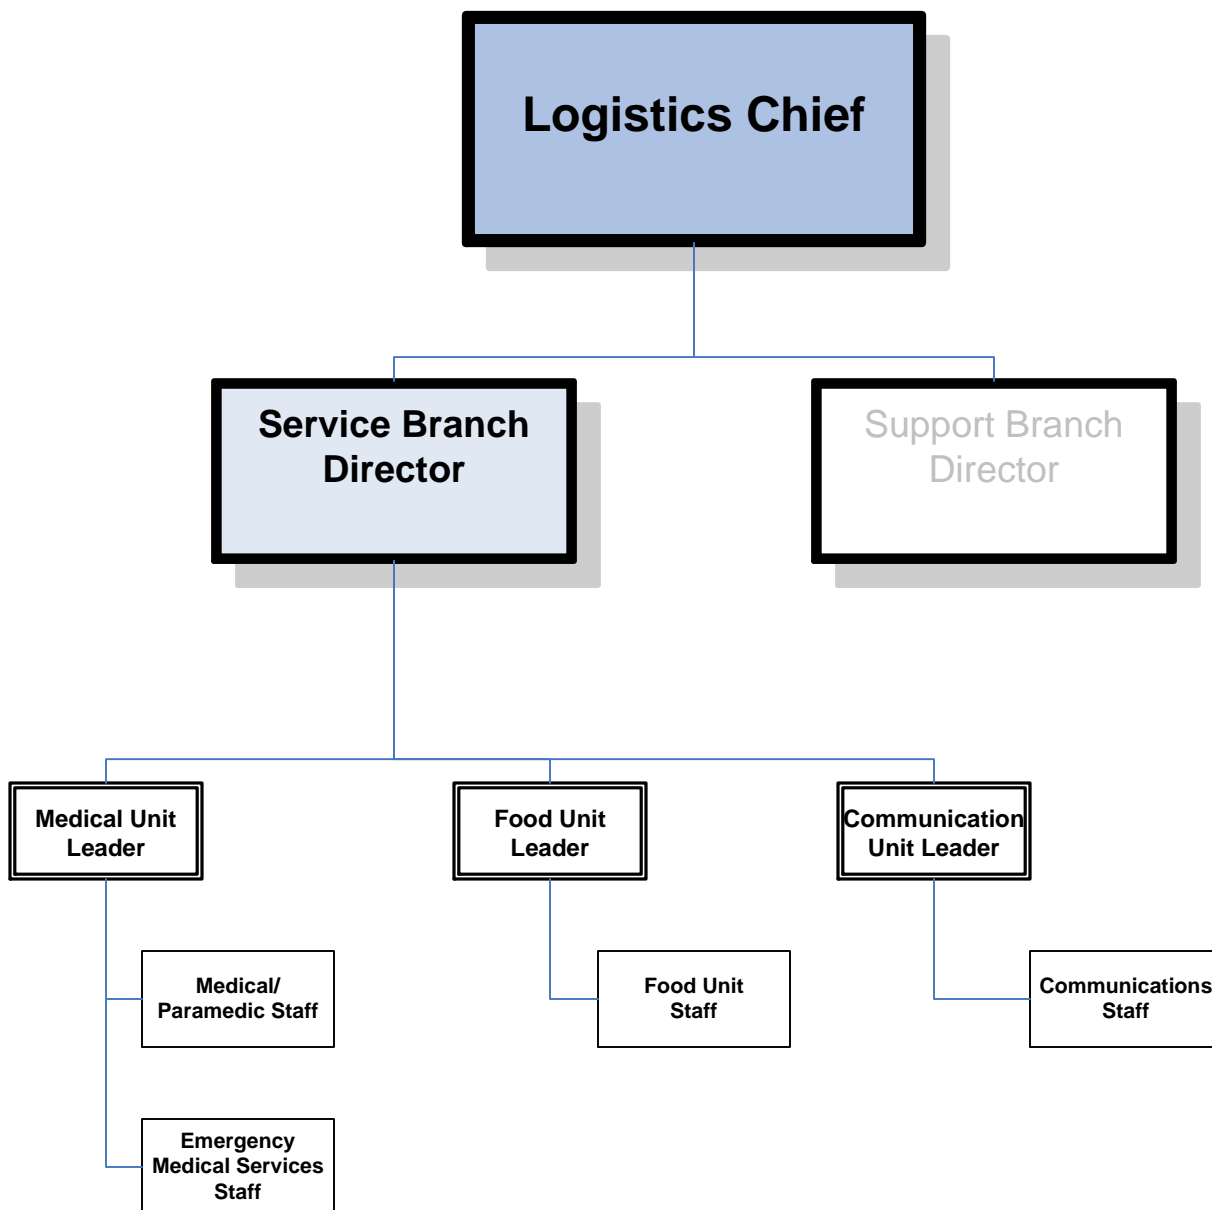 Logistics Chief
Service Branch
Director
Support Branch
Director
Medical Unit
Leader
Food Unit
Leader
Communication
Unit Leader
Medical/
Paramedic Staff
Food Unit
Staff
Communications
Staff
Emergency
Medical Services
Staff